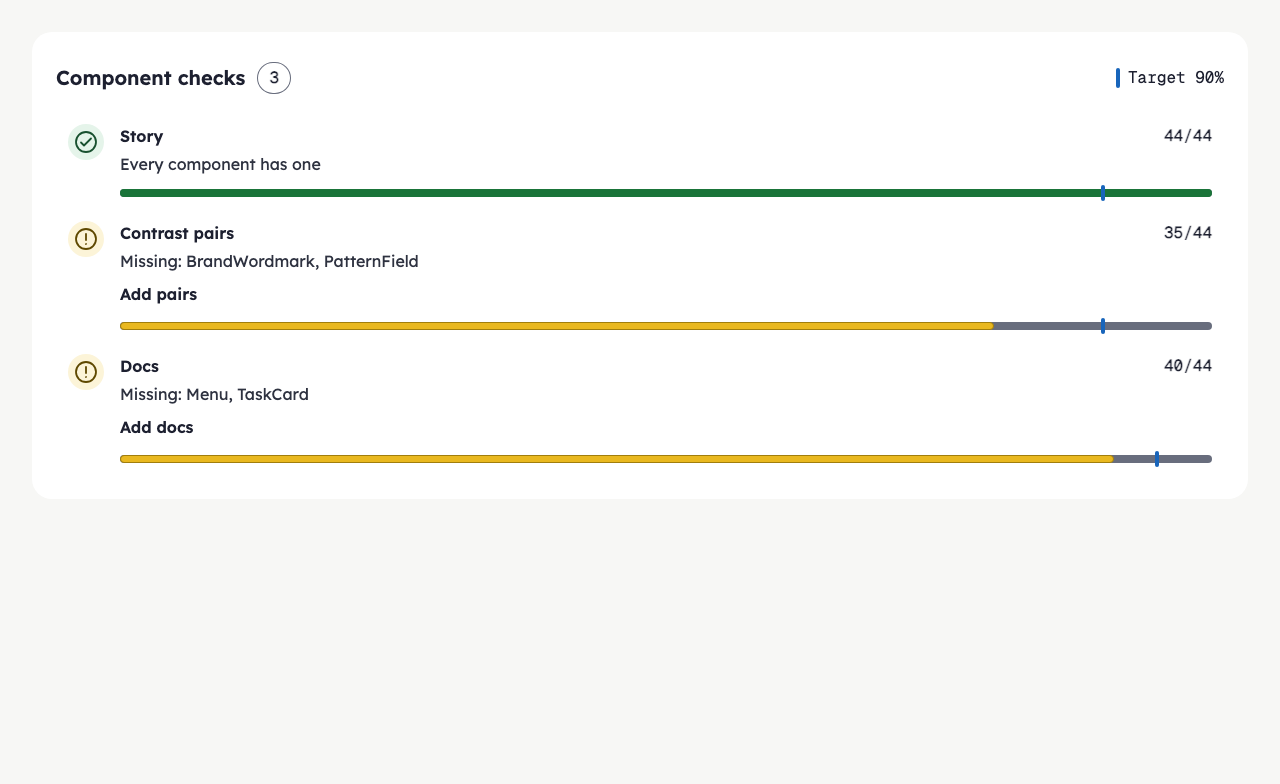 Component checks 3
Target 90%
Story
44/44
Every component has one
Contrast pairs
35/44
Missing: BrandWordmark, PatternField
Add pairs
Docs
40/44
Missing: Menu, TaskCard
Add docs